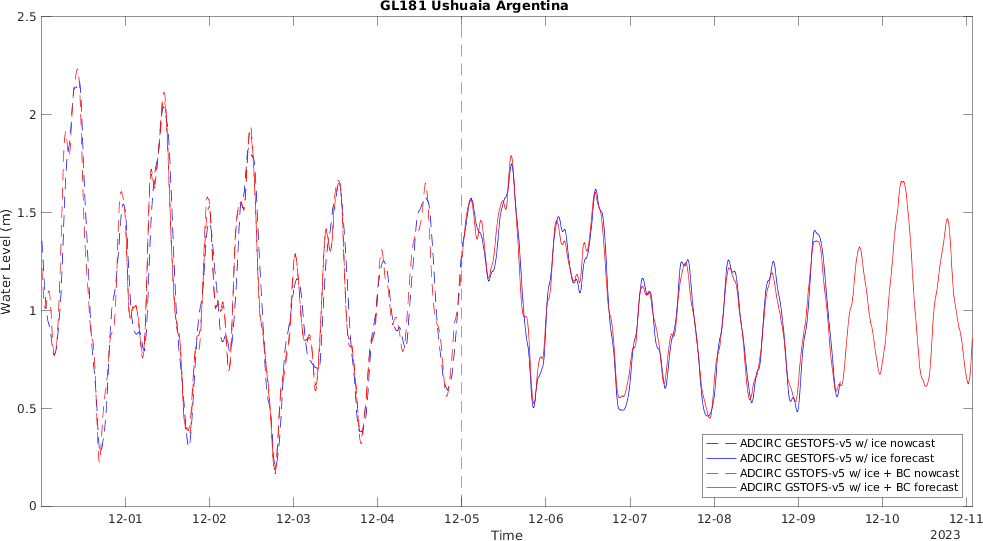 GL181 Ushuaia Argentina
2.5
2
1.5
1
0.5
0
Water Level (m)
12-01 12-02 12-03 12-04 12-05 12-06 12-07 12-08 12-09 12-10 12-11
Time
2023
ADCIRC GESTOFS-v5 w/ ice nowcast
ADCIRC GESTOFS-v5 w/ ice forecast
ADCIRC GSTOFS-v5 w/ ice + BC nowcast
ADCIRC GSTOFS-v5 w/ ice + BC forecast